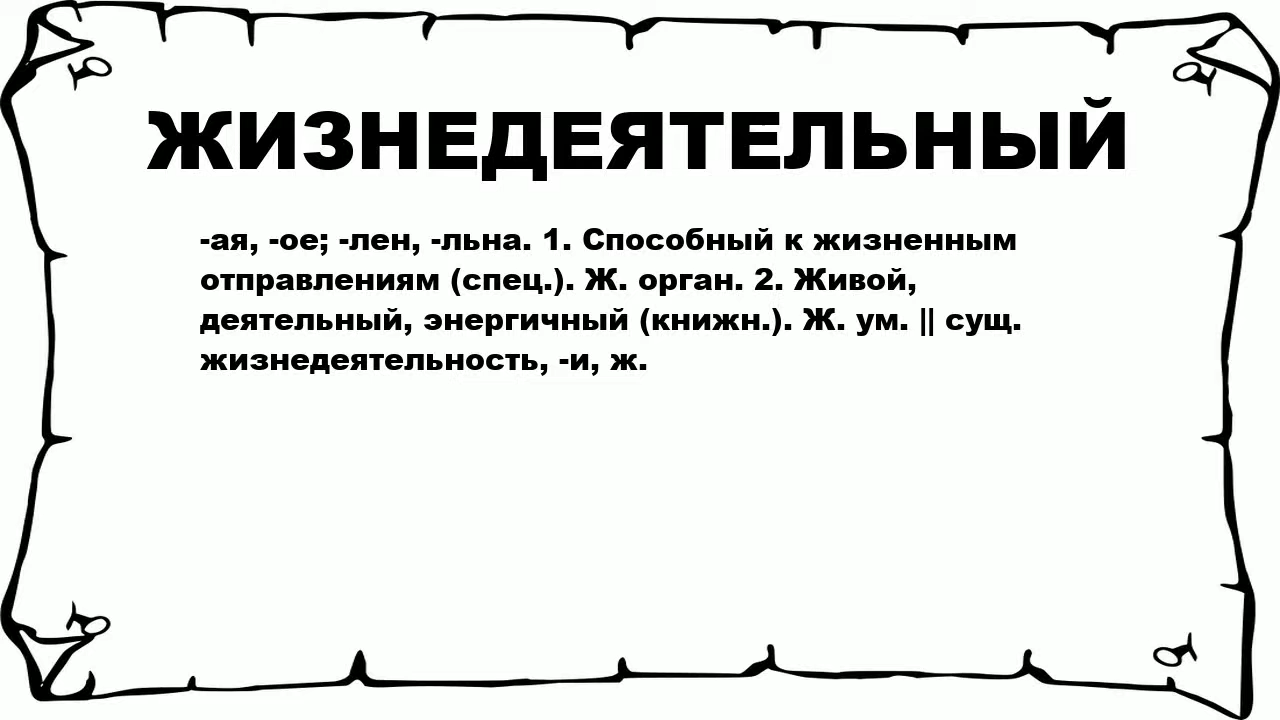 ЖИЗНЕДЕЯТЕЛЬНЫЙ
-ая, -ое; -лен, -льна. 1. Способный к жизненным
отправлениям (спец.). Ж. орган. 2. Живой,
деятельный, энергичный (книжн.). Ж. ум. || сущ.
жизнедеятельность, -и, ж.